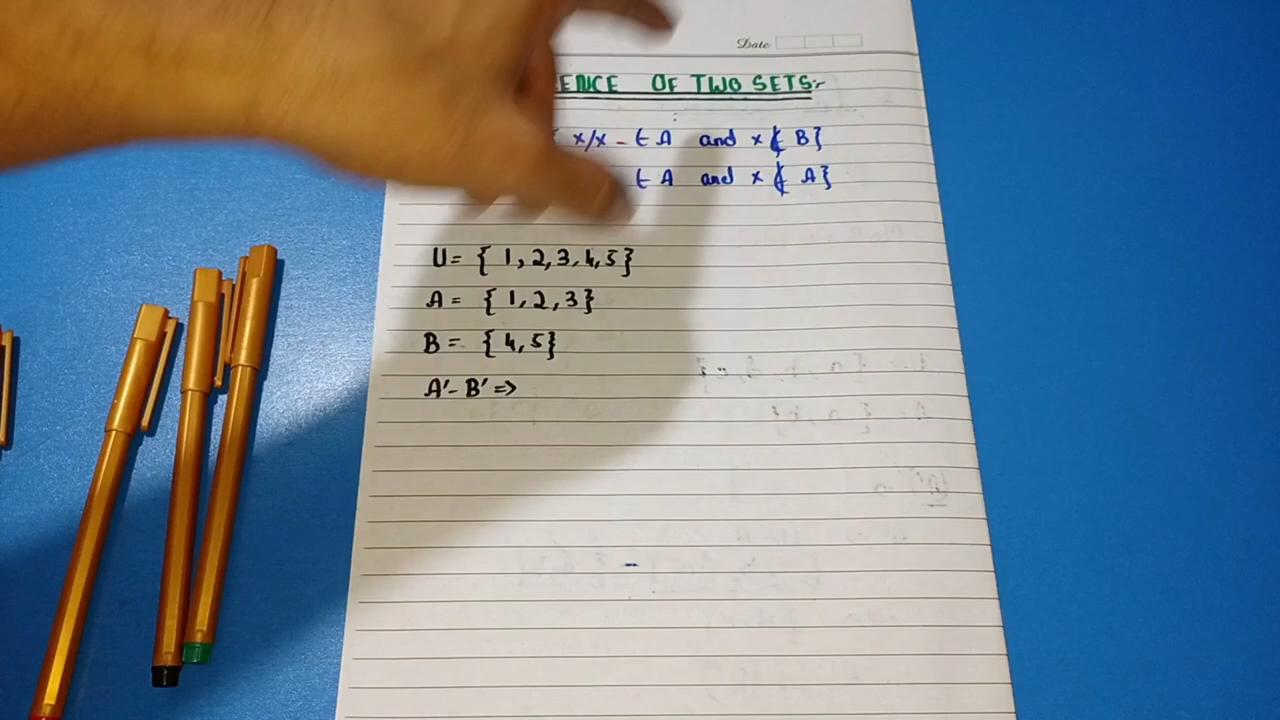 Date
ENCE OF TWO SETS:-
{ x/x - ∈ A and x ∉ B}
∈ A and x ∉ A}
U = { 1, 2, 3, 4, 5}
A = { 1, 2, 3}
B = { 4, 5}
A' - B' ⇒